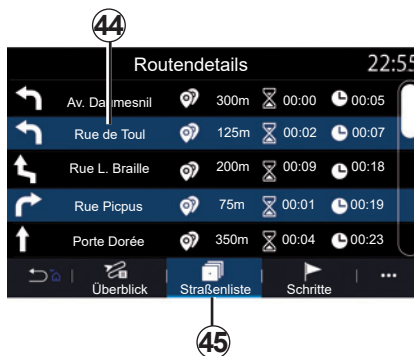 44
Routendetails 22:55
Av. Daumesnil 300m 00:00 00:05
Rue de Toul 125m 00:02 00:07
Rue L. Braille 200m 00:09 00:18
Rue Picpus 75m 00:01 00:19
Porte Dorée 350m 00:04 00:23
Überblick Straßenliste Schritte ...
45